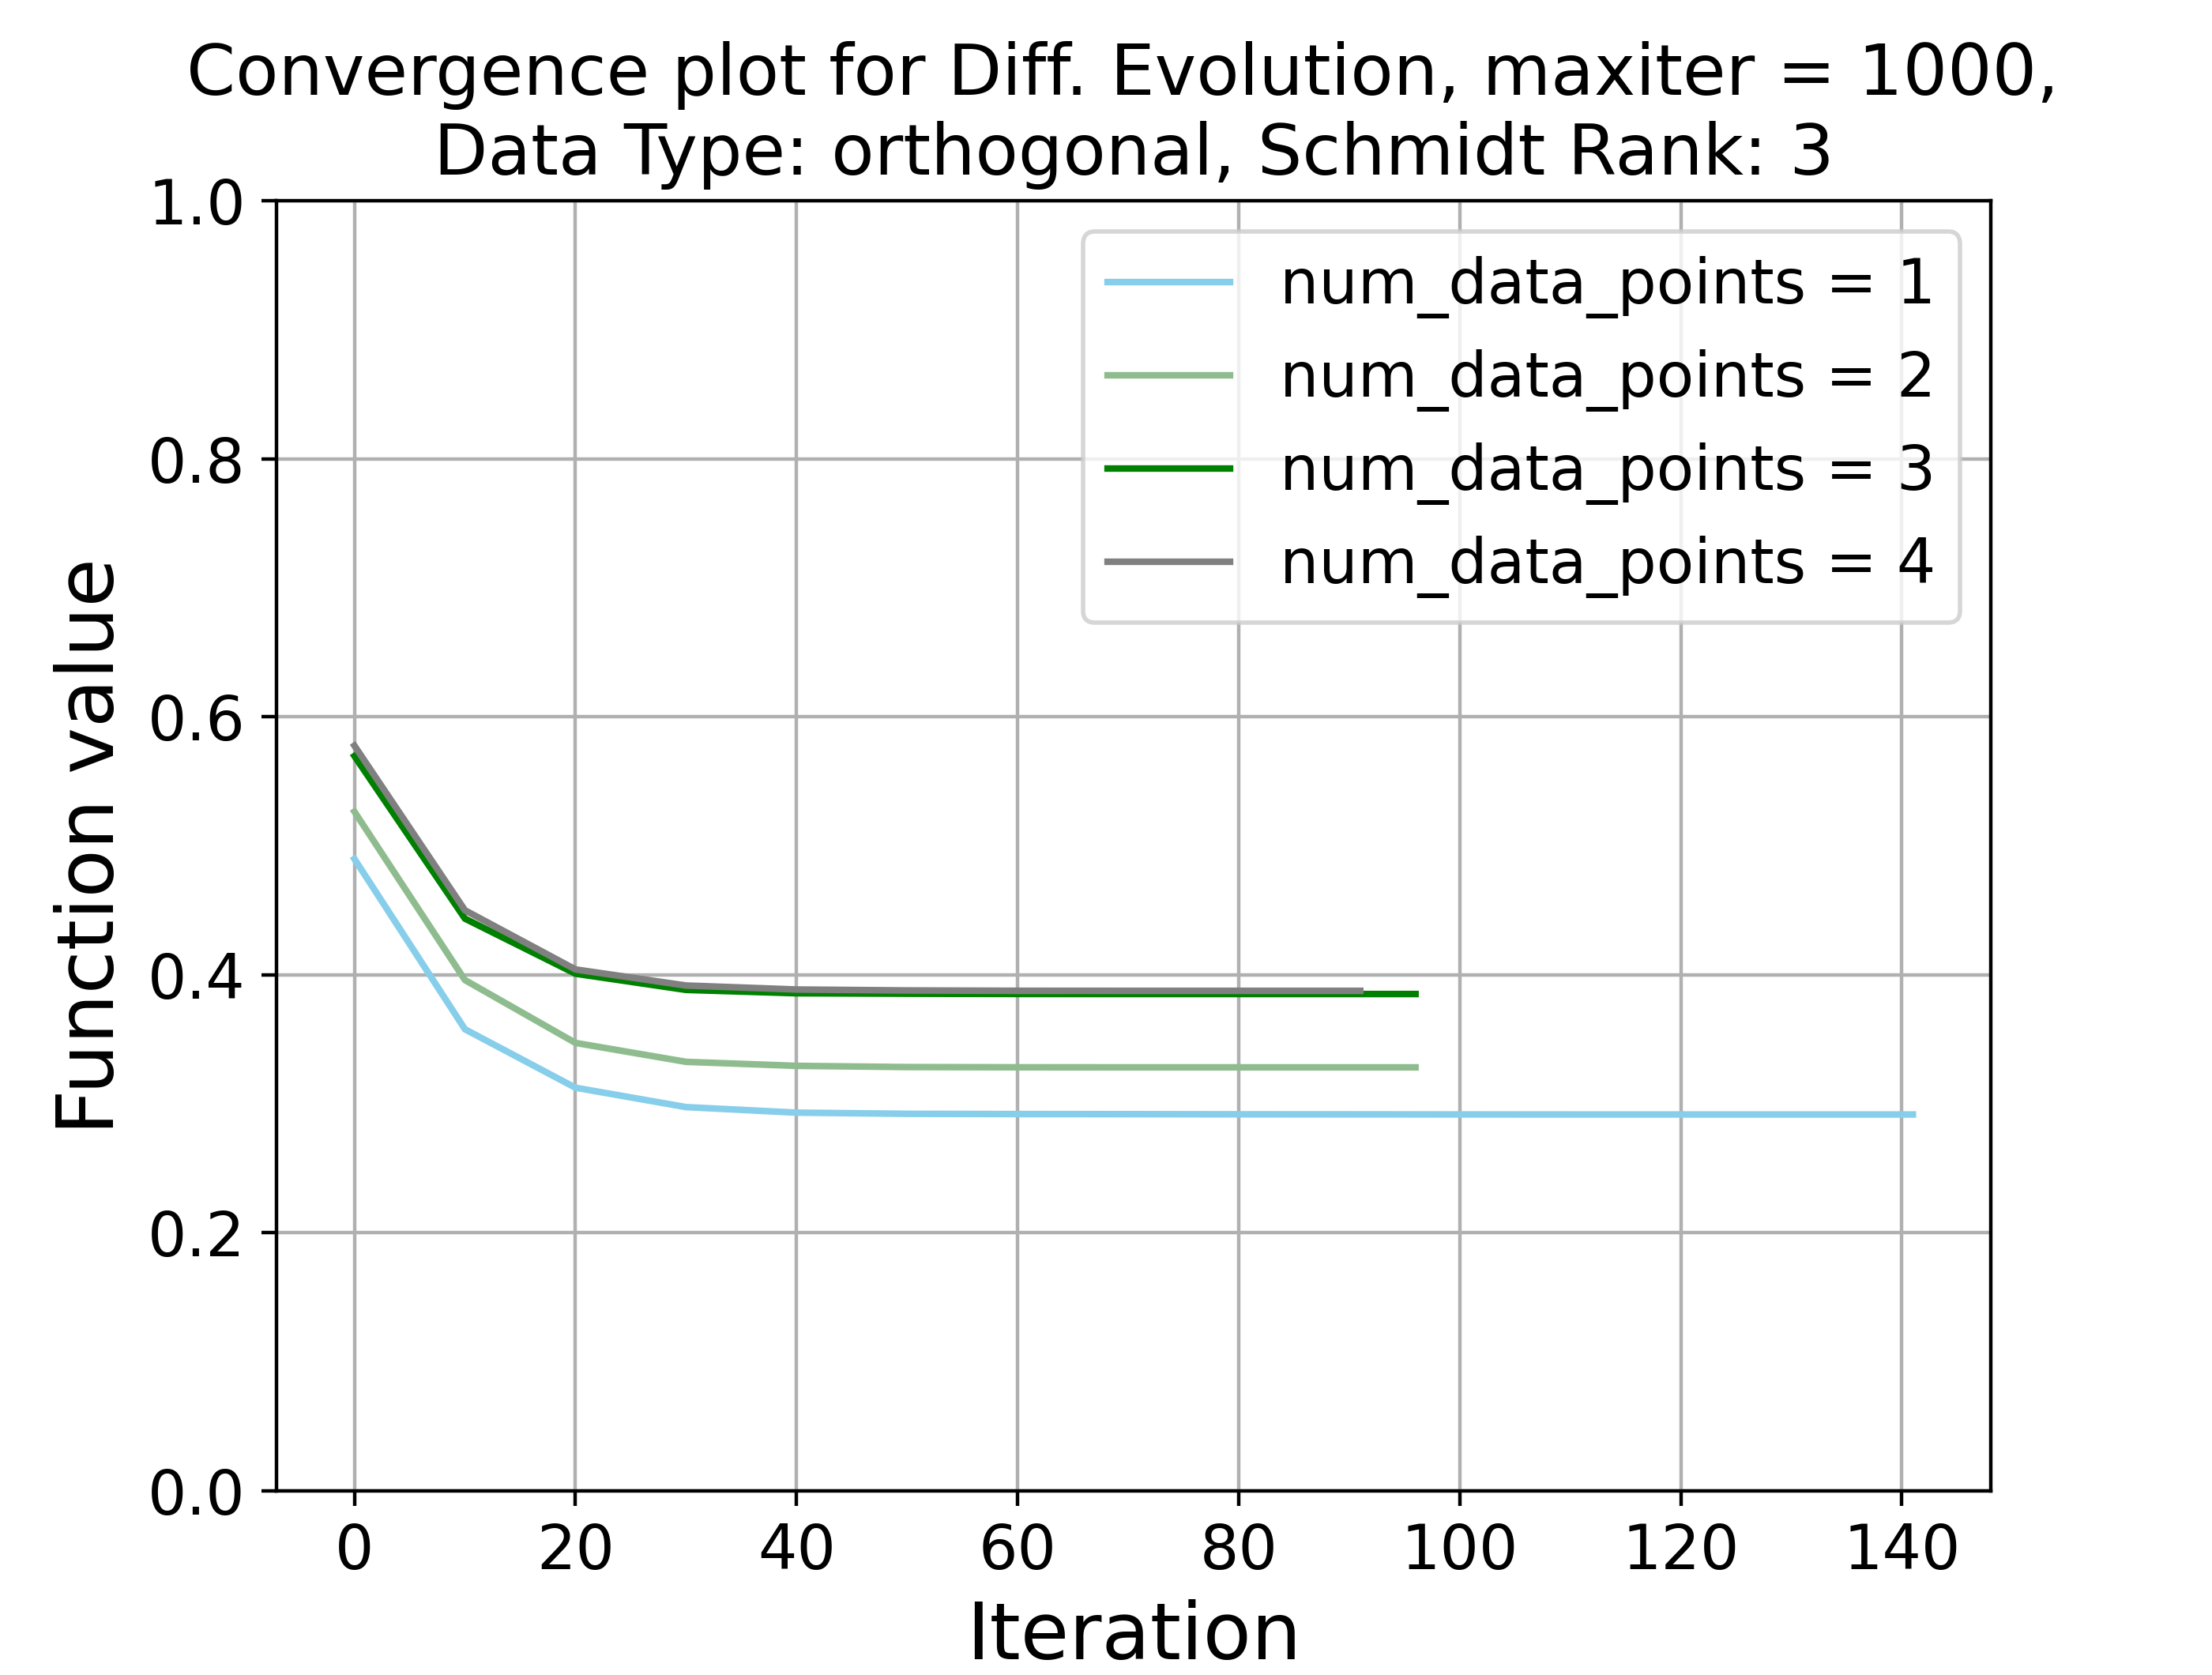 Convergence plot for Diff. Evolution, maxiter = 1000,
Data Type: orthogonal, Schmidt Rank: 3
1.0
0.8
0.6
0.4
0.2
0.0
Function value
num_data_points = 1
num_data_points = 2
num_data_points = 3
num_data_points = 4
0 20 40 60 80 100 120 140
Iteration